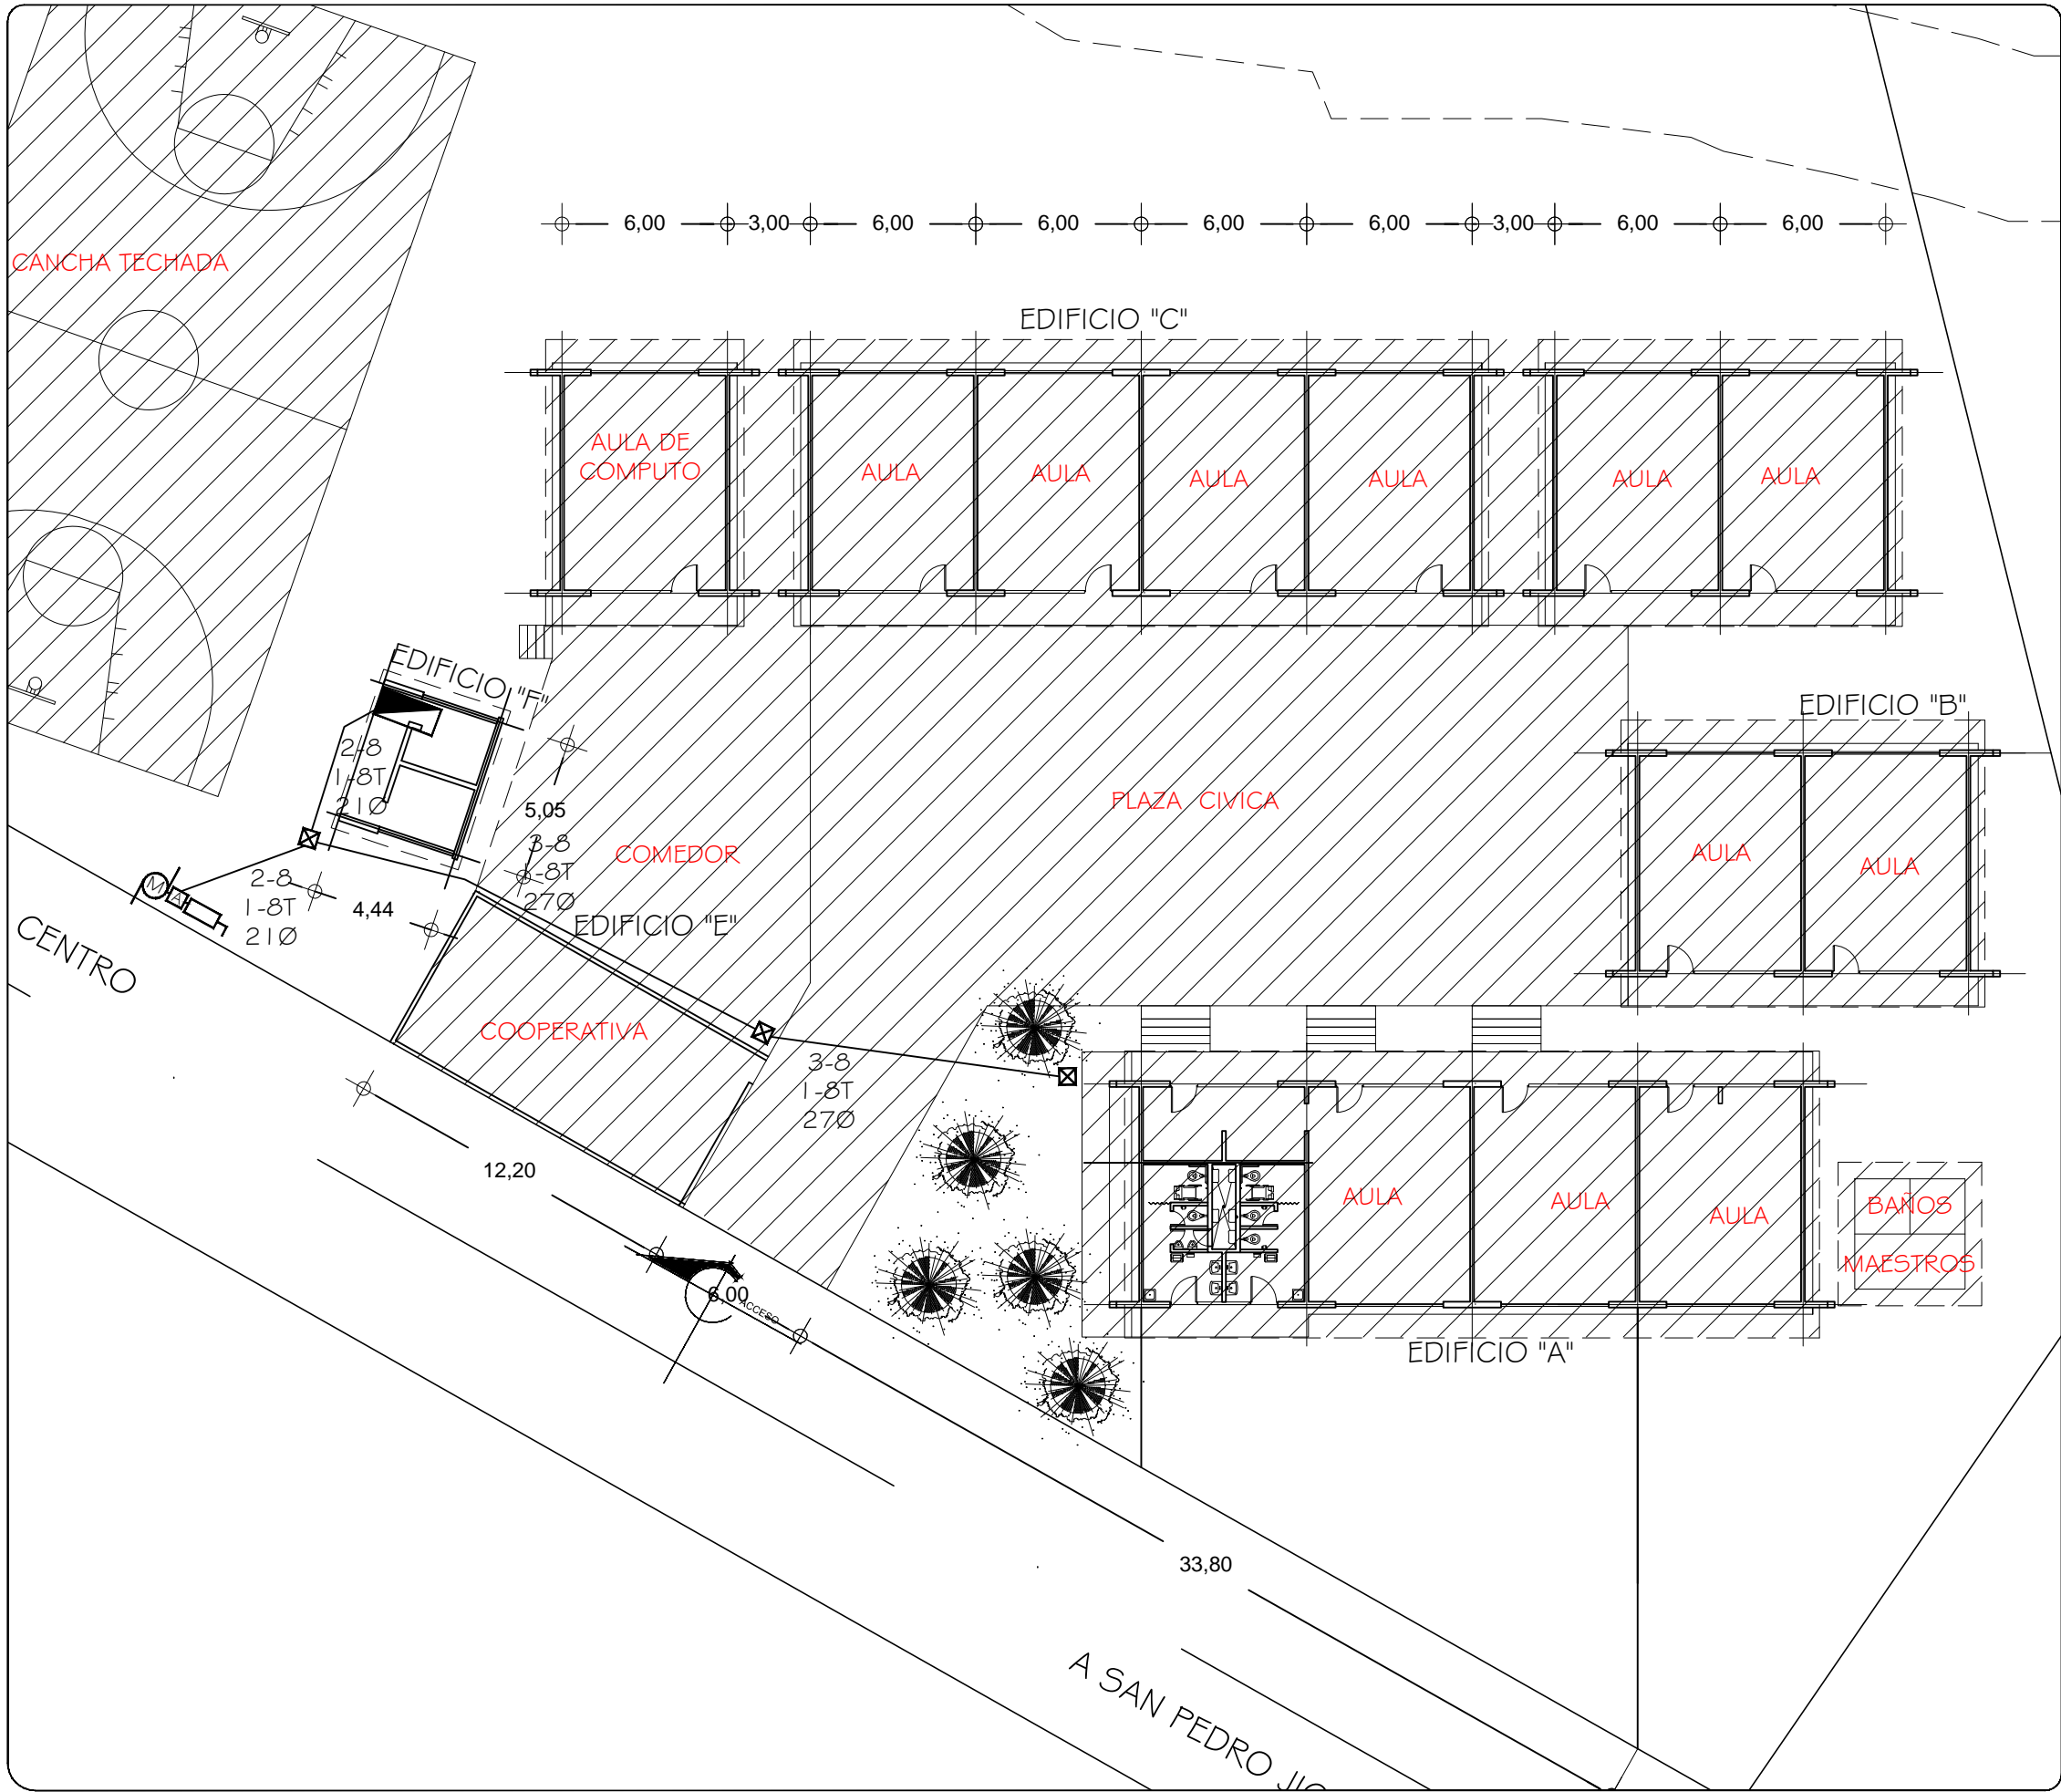 6,00 3,00 6,00 6,00 6,00 6,00 3,00 6,00 6,00
CANCHA TECHADA
EDIFICIO "C"
AULA DE
COMPUTO
AULA
AULA
AULA
AULA
AULA
AULA
EDIFICIO "F"
2-8
1-8T
21Ø
5,05
3-8
1-8T
27Ø
COMEDOR
PLAZA CIVICA
EDIFICIO "B"
AULA
AULA
M
A
2-8
1-8T
21Ø
4,44
EDIFICIO "E"
CENTRO
COOPERATIVA
3-8
1-8T
27Ø
12,20
6,00
ACCESO
AULA
AULA
AULA
BAÑOS
MAESTROS
EDIFICIO "A"
33,80
A SAN PEDRO